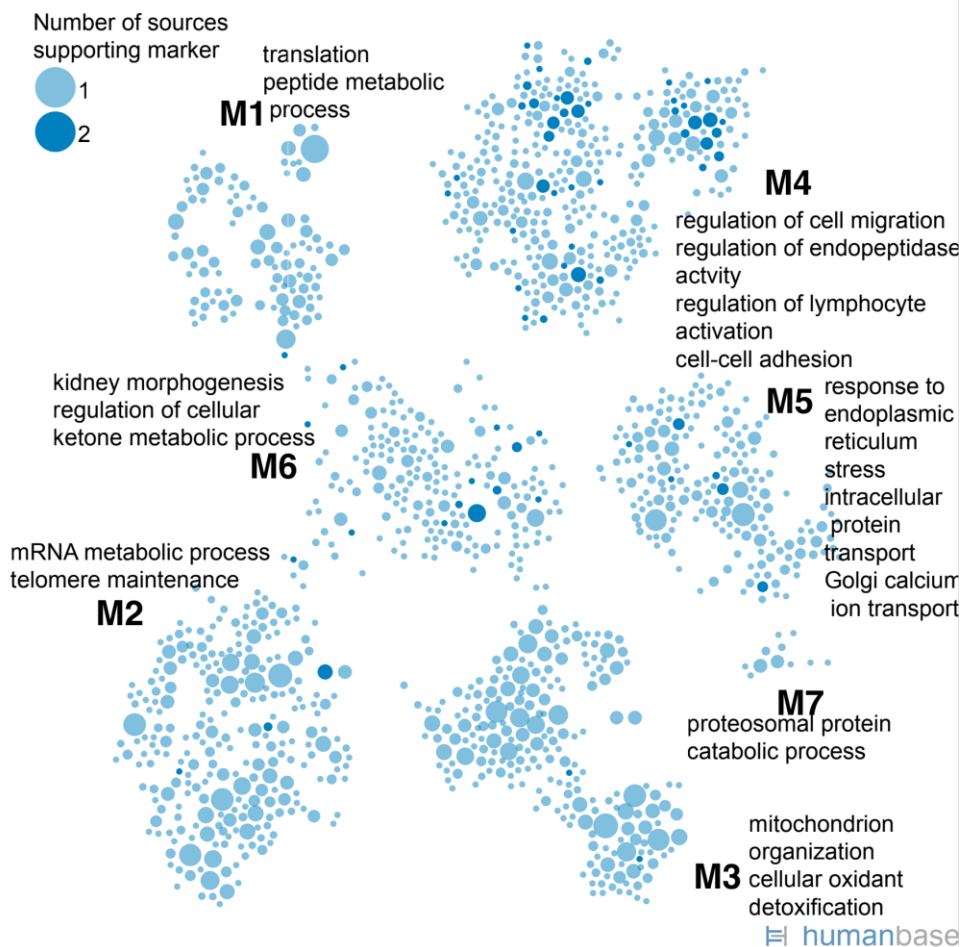 Number of sources
supporting marker
1
2
translation
peptide metabolic
process
M1
M4
regulation of cell migration
regulation of endopeptidase
actvity
regulation of lymphocyte
activation
cell-cell adhesion
kidney morphogenesis
regulation of cellular
ketone metabolic process
M6
M5
response to
endoplasmic
reticulum
stress
intracellular
protein
transport
Golgi calcium
ion transport
mRNA metabolic process
telomere maintenance
M2
M7
proteosomal protein
catabolic process
M3
mitochondrion
organization
cellular oxidant
detoxification
humanbase